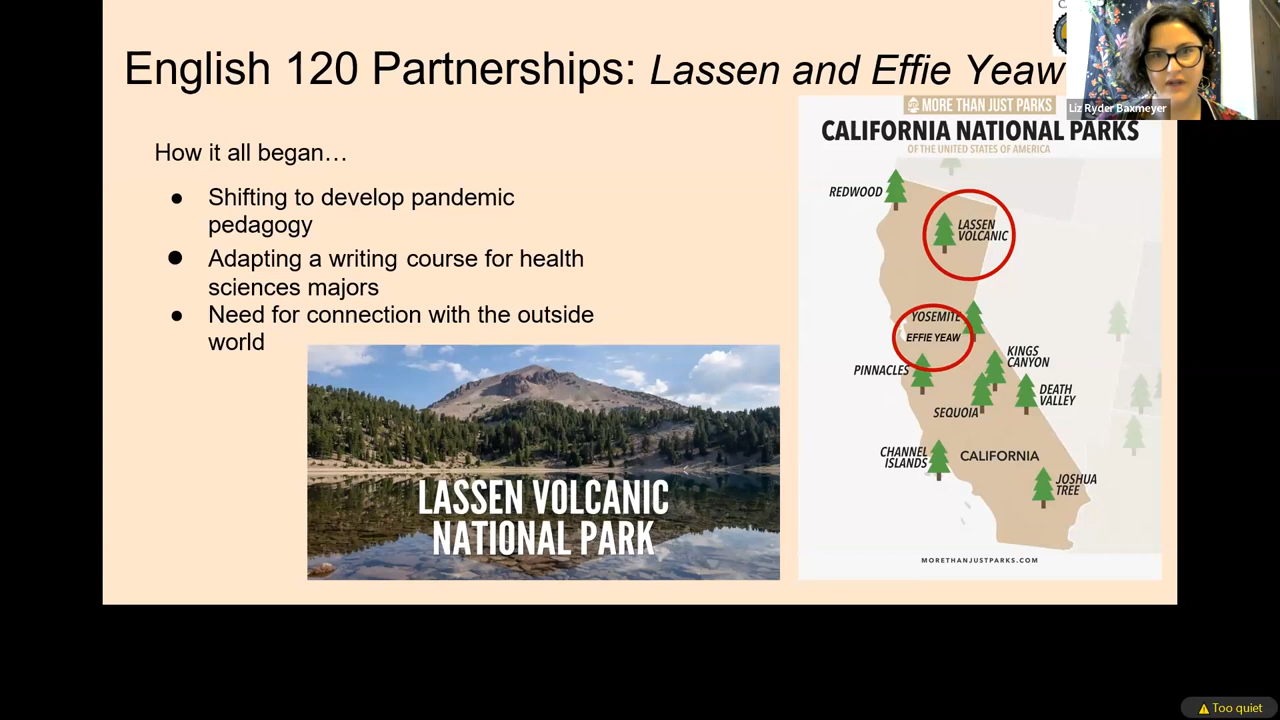 English 120 Partnerships: Lassen and Effie Yeaw
Liz Ryder Baxmeyer
How it all began…
● Shifting to develop pandemic
pedagogy
● Adapting a writing course for health
sciences majors
● Need for connection with the outside
world
LASSEN VOLCANIC
NATIONAL PARK
MORE THAN JUST PARKS
CALIFORNIA NATIONAL PARKS
OF THE UNITED STATES OF AMERICA
REDWOOD
LASSEN
VOLCANIC
YOSEMITE
EFFIE YEAW
PINNACLES
KINGS
CANYON
DEATH
VALLEY
SEQUOIA
CHANNEL
ISLANDS
CALIFORNIA
JOSHUA
TREE
MORETHANJUSTPARKS.COM
Too quiet